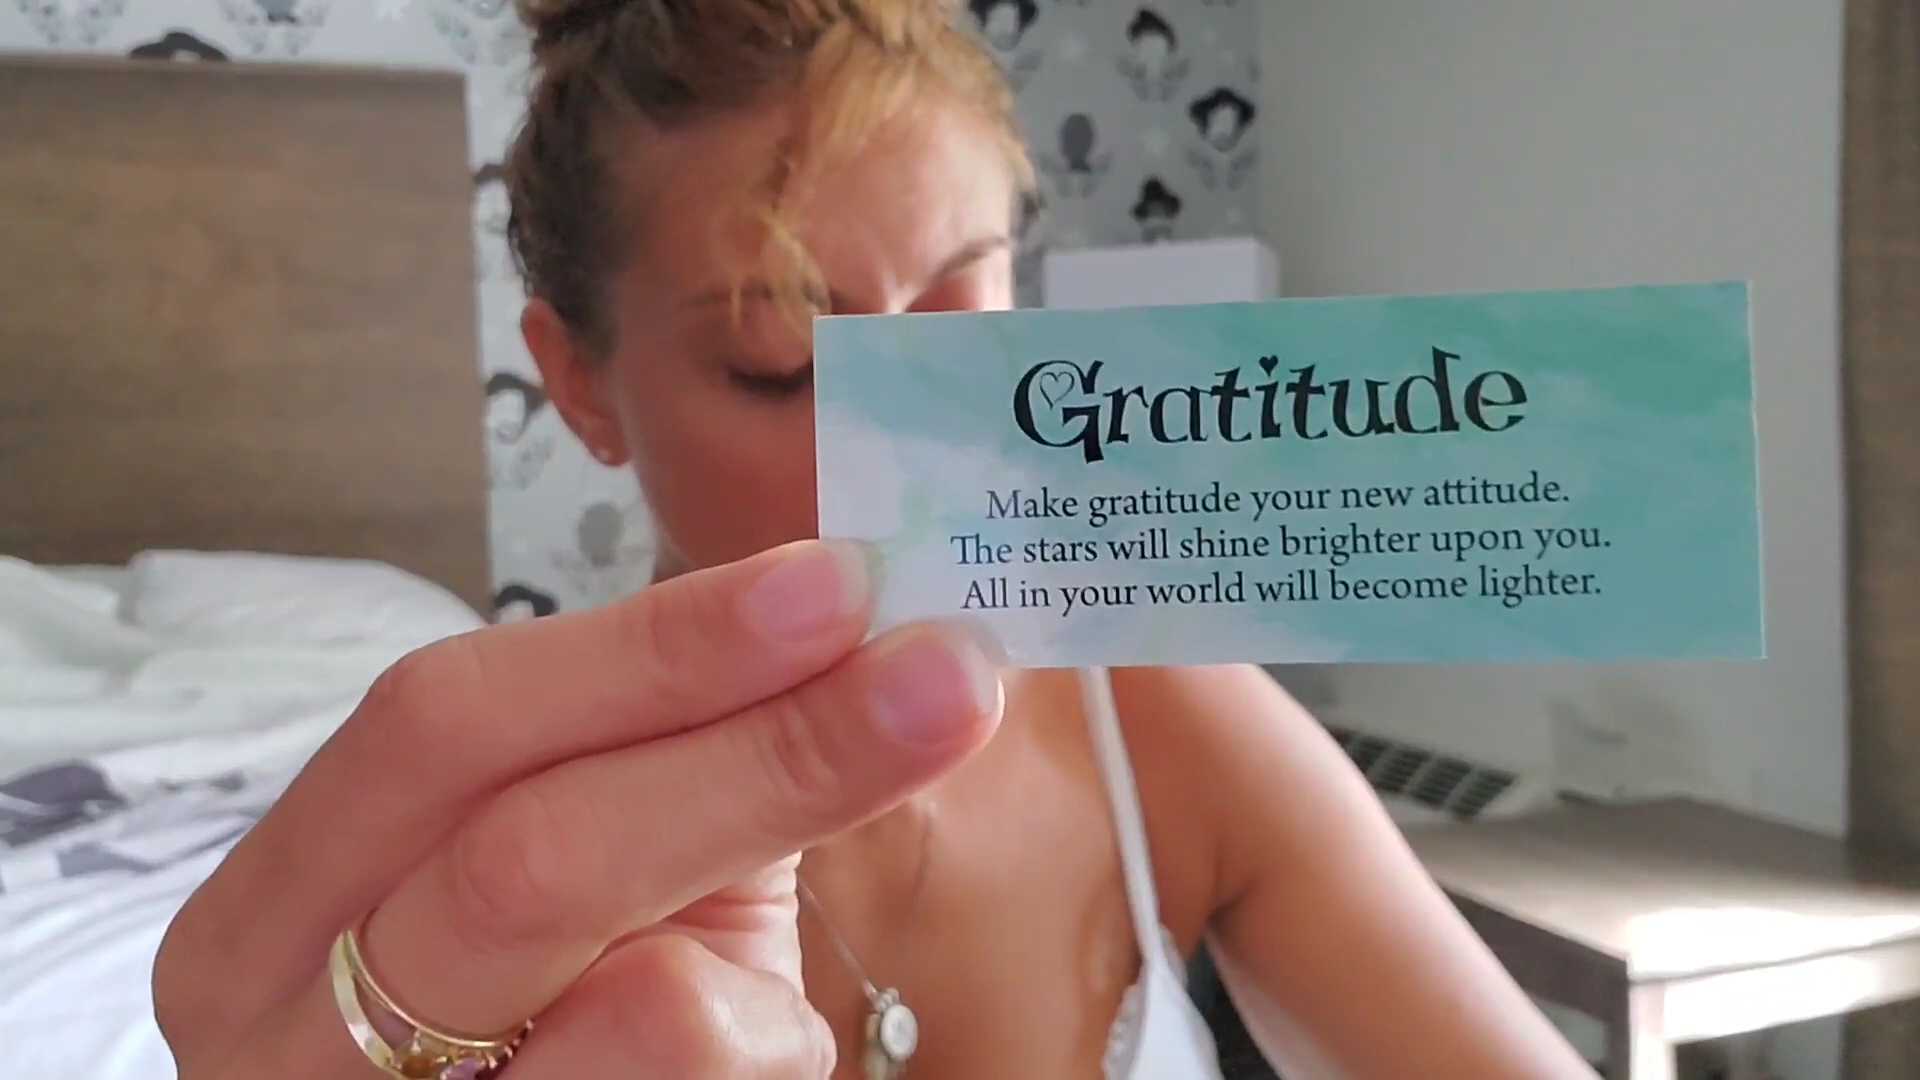 Gratitude
Make gratitude your new attitude.
The stars will shine brighter upon you.
All in your world will become lighter.